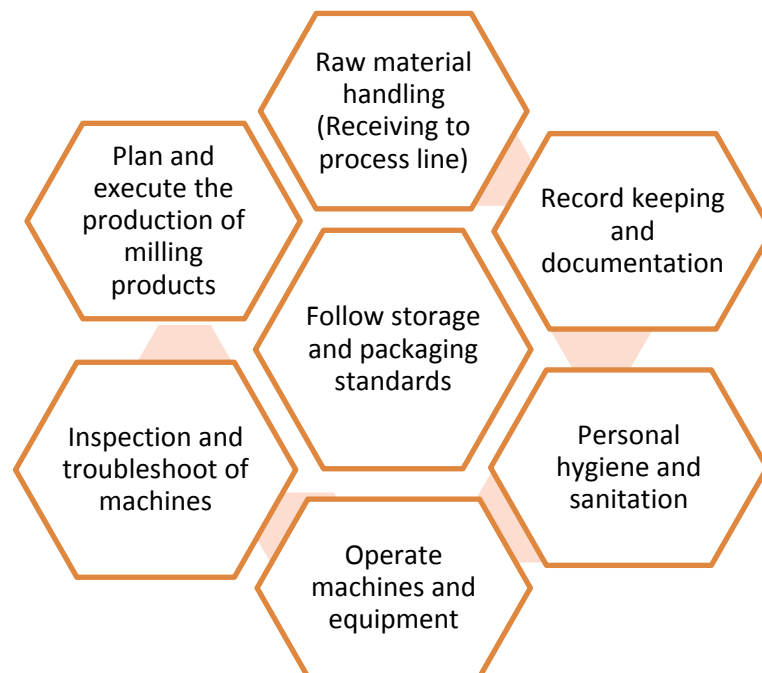 Raw material
handling
(Receiving to
process line)
Plan and
execute the
production of
milling
products
Record keeping
and
documentation
Follow storage
and packaging
standards
Inspection and
troubleshoot of
machines
Personal
hygiene and
sanitation
Operate
machines and
equipment